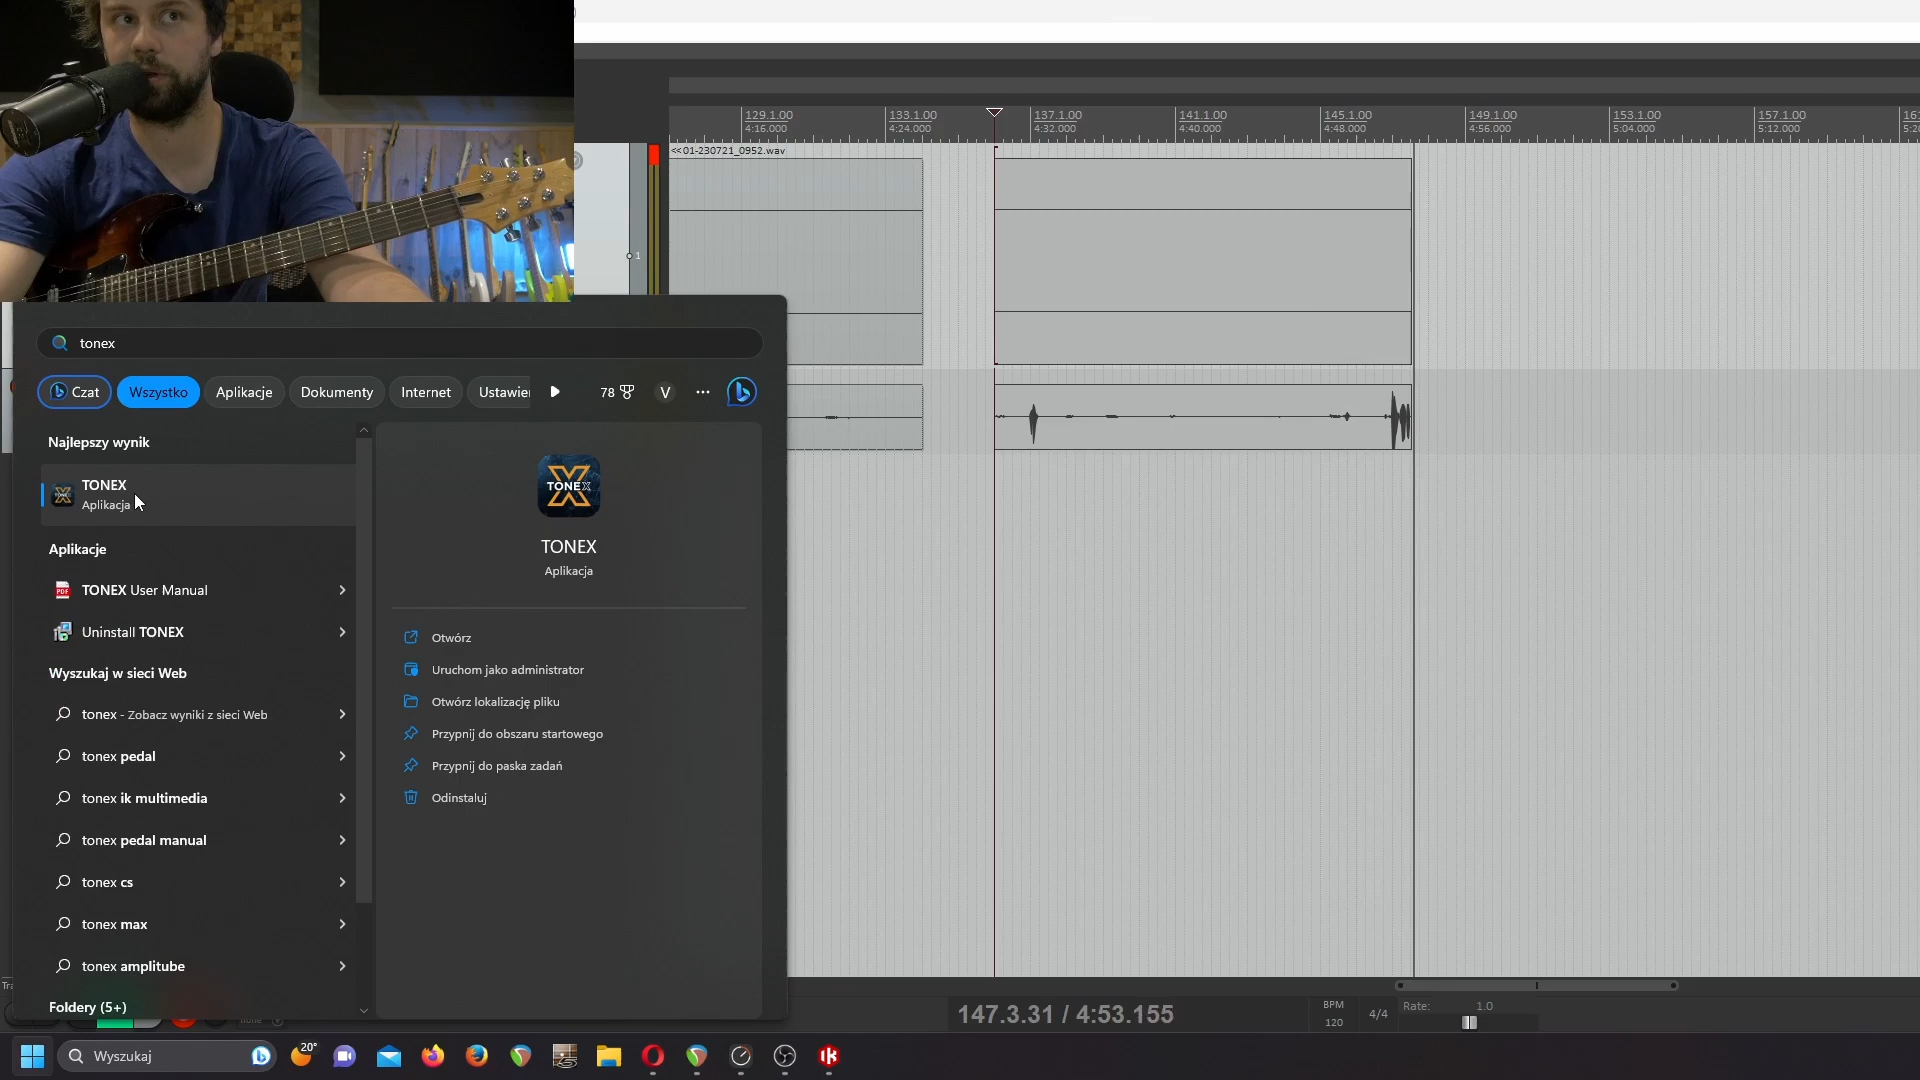 129.1.00
4:16.000
133.1.00
4:24.000
137.1.00
4:32.000
141.1.00
4:40.000
145.1.00
4:48.000
149.1.00
4:56.000
153.1.00
5:04.000
157.1.00
5:12.000
<<01-230721_0952.wav
1
tonex
Czat
Wszystko
Aplikacje
Dokumenty
Internet
78
V
Najlepszy wynik
TONEX
Aplikacja
Aplikacje
TONEX User Manual
Uninstall TONEX
Wyszukaj w sieci Web
tonex - Zobacz wyniki z sieci Web
tonex pedal
tonex ik multimedia
tonex pedal manual
tonex cs
tonex max
tonex amplitube
Foldery (5+)
TONEX
TONEX
Aplikacja
Otwórz
Uruchom jako administrator
Otwórz lokalizację pliku
Przypnij do obszaru startowego
Przypnij do paska zadań
Odinstaluj
147.3.31 / 4:53.155
BPM
120
4/4
Rate:
1.0
Wyszukaj
20°